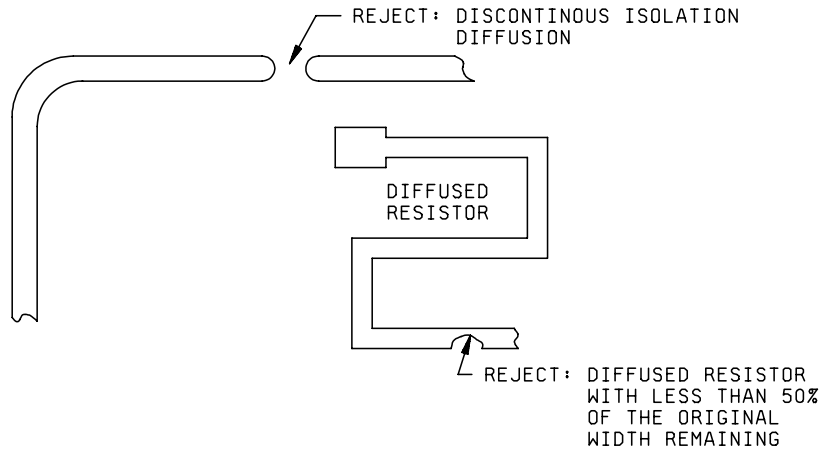 REJECT: DISCONTINOUS ISOLATION
DIFFUSION
DIFFUSED
RESISTOR
REJECT: DIFFUSED RESISTOR
WITH LESS THAN 50%
OF THE ORIGINAL
WIDTH REMAINING